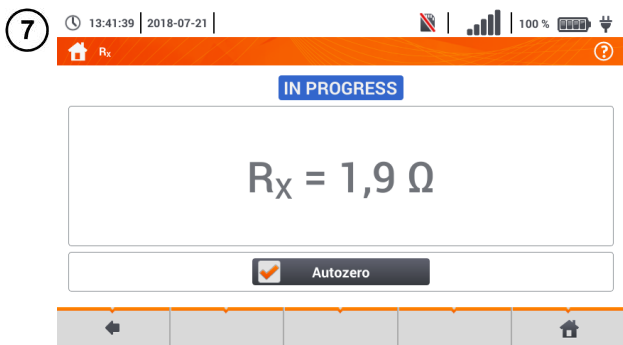 7
13:41:39 2018-07-21 100 %
RX ?
IN PROGRESS
RX = 1,9 Ω
Autozero